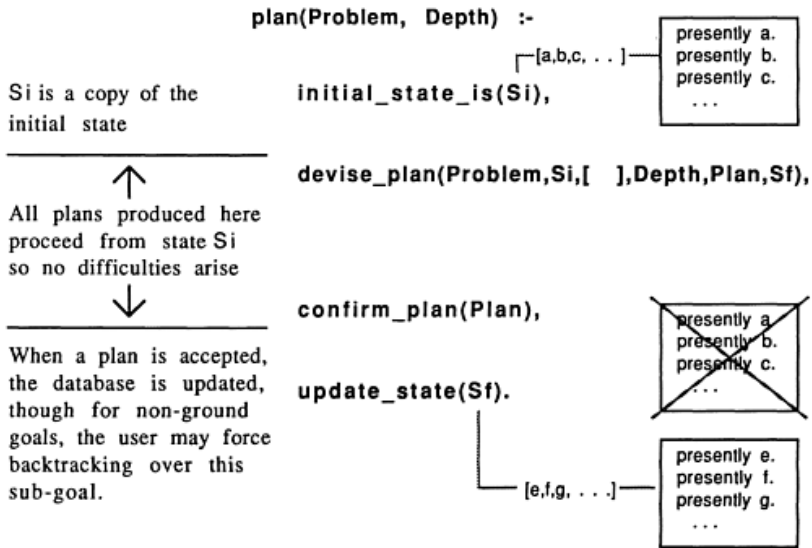 plan(Problem, Depth) :-
[a,b,c, . . ]
presently a.
presently b.
presently c.
. . .
Si is a copy of the
initial state
initial_state_is(Si),
devise_plan(Problem,Si,[ ],Depth,Plan,Sf),
All plans produced here
proceed from state Si
so no difficulties arise
confirm_plan(Plan),
presently a
presently b.
presently c.
. . .
When a plan is accepted,
the database is updated,
though for non-ground
goals, the user may force
backtracking over this
sub-goal.
update_state(Sf).
[e,f,g, . . .]
presently e.
presently f.
presently g.
. . .